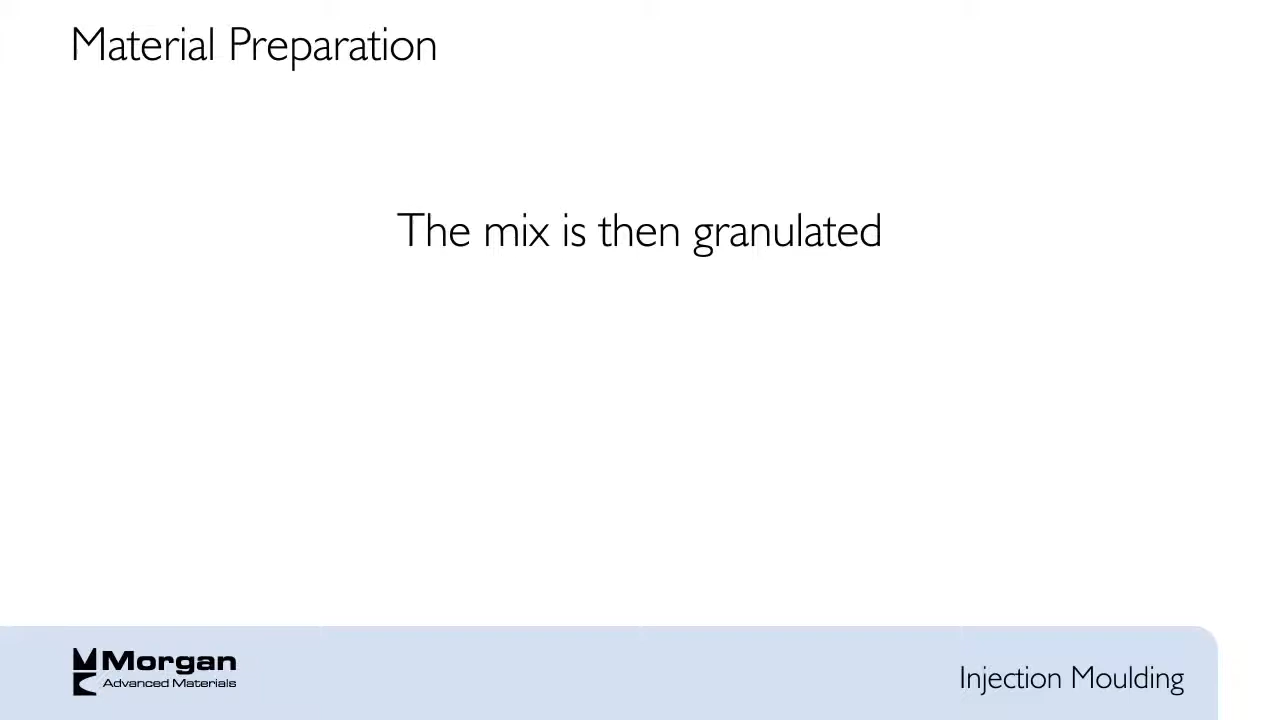 Material Preparation
The mix is then granulated
Morgan
Advanced Materials
Injection Moulding